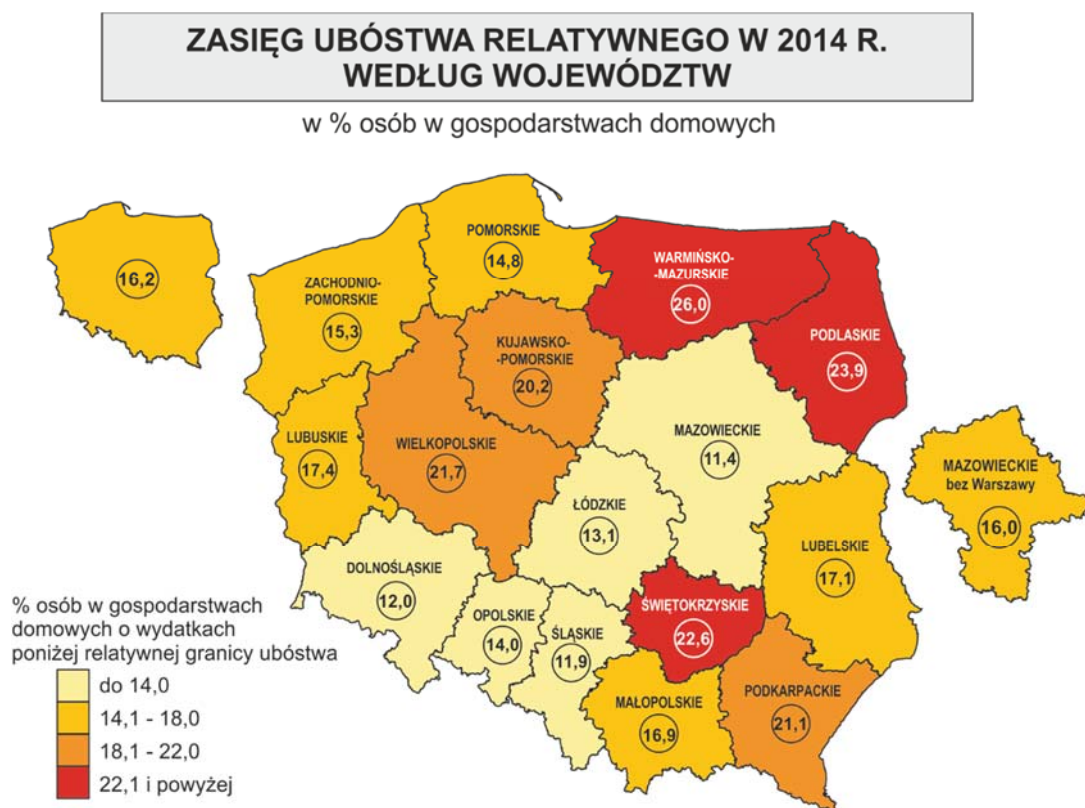 ZASIĘG UBÓSTWA RELATYWNEGO W 2014 R.
WEDŁUG WOJEWÓDZTW
w % osób w gospodarstwach domowych
16,2
POMORSKIE
14,8
ZACHODNIO-
POMORSKIE
15,3
WARMIŃSKO-
-MAZURSKIE
26,0
PODLASKIE
23,9
KUJAWSKO-
-POMORSKIE
20,2
LUBUSKIE
17,4
WIELKOPOLSKIE
21,7
MAZOWIECKIE
11,4
MAZOWIECKIE
bez Warszawy
16,0
ŁÓDZKIE
13,1
LUBELSKIE
17,1
DOLNOŚLĄSKIE
12,0
OPOLSKIE
14,0
ŚLĄSKIE
11,9
ŚWIĘTOKRZYSKIE
22,6
MAŁOPOLSKIE
16,9
PODKARPACKIE
21,1
% osób w gospodarstwach
domowych o wydatkach
poniżej relatywnej granicy ubóstwa
do 14,0
14,1 - 18,0
18,1 - 22,0
22,1 i powyżej